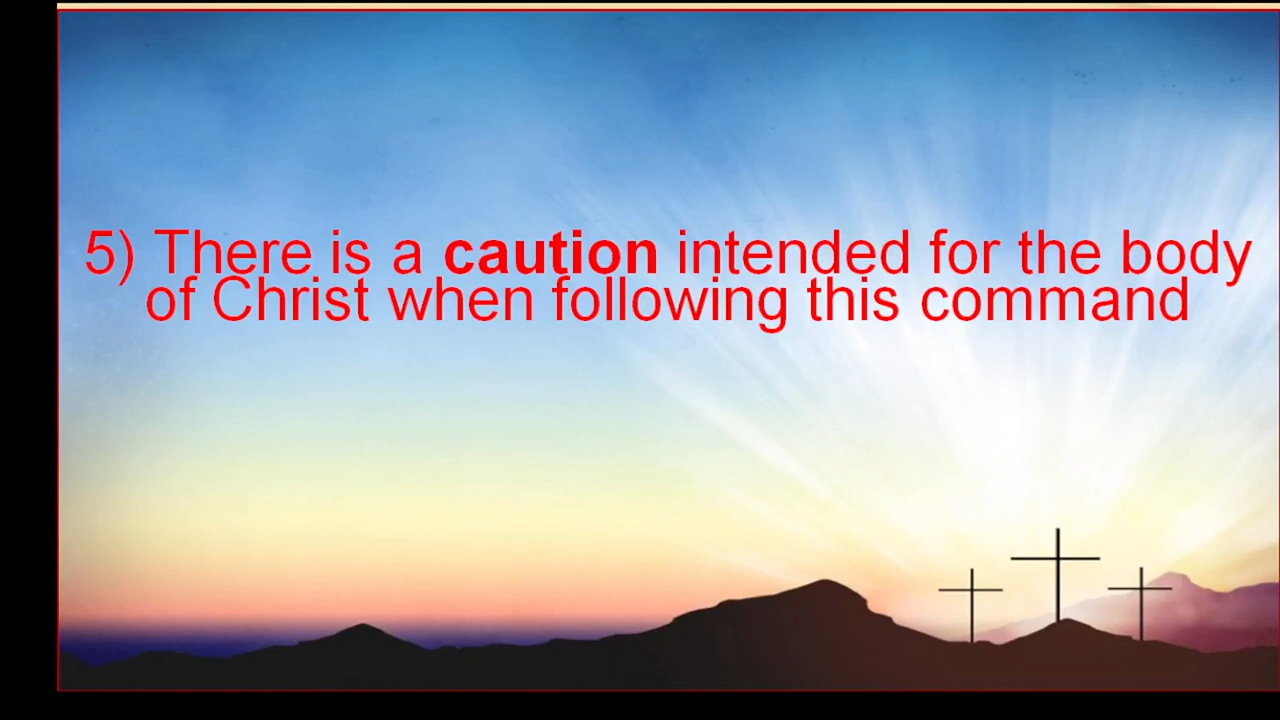 5) There is a caution intended for the body
of Christ when following this command